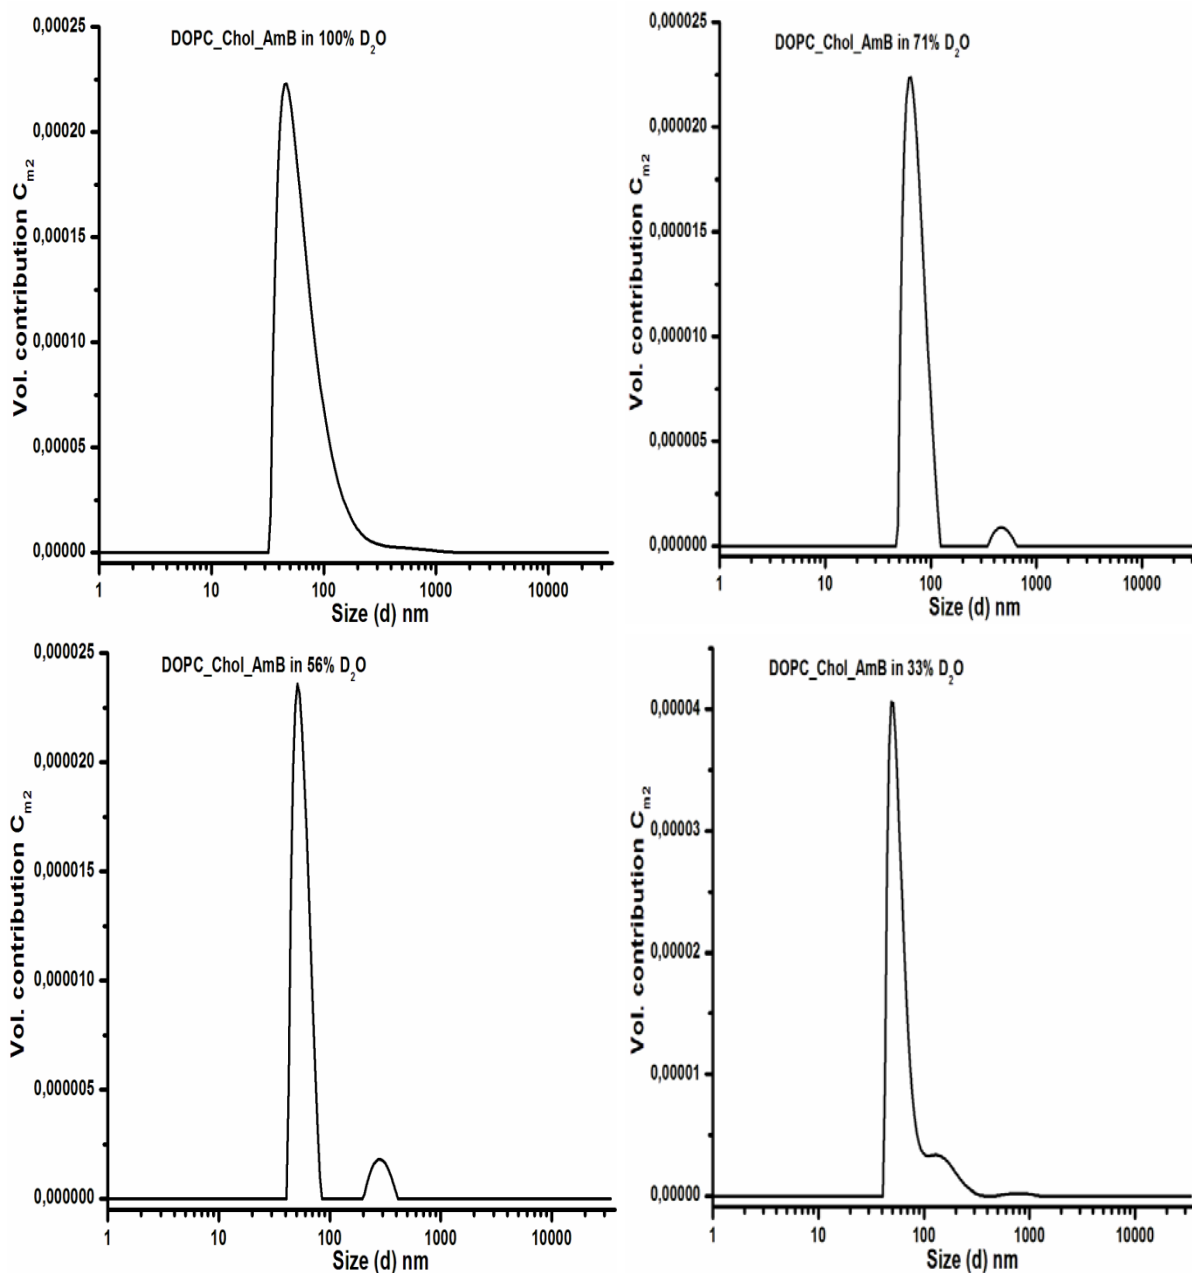 DOPC_Chol_AmB in 100% D₂O
Vol. contribution Cₘ₂
0,00025
0,00020
0,00015
0,00010
0,00005
0,00000
1 10 100 1000 10000
Size (d) nm
DOPC_Chol_AmB in 71% D₂O
Vol. contribution Cₘ₂
0,000025
0,000020
0,000015
0,000010
0,000005
0,000000
1 10 100 1000 10000
Size (d) nm
DOPC_Chol_AmB in 56% D₂O
Vol. contribution Cₘ₂
0,000025
0,000020
0,000015
0,000010
0,000005
0,000000
1 10 100 1000 10000
Size (d) nm
DOPC_Chol_AmB in 33% D₂O
Vol. contribution Cₘ₂
0,00004
0,00003
0,00002
0,00001
0,00000
1 10 100 1000 10000
Size (d) nm